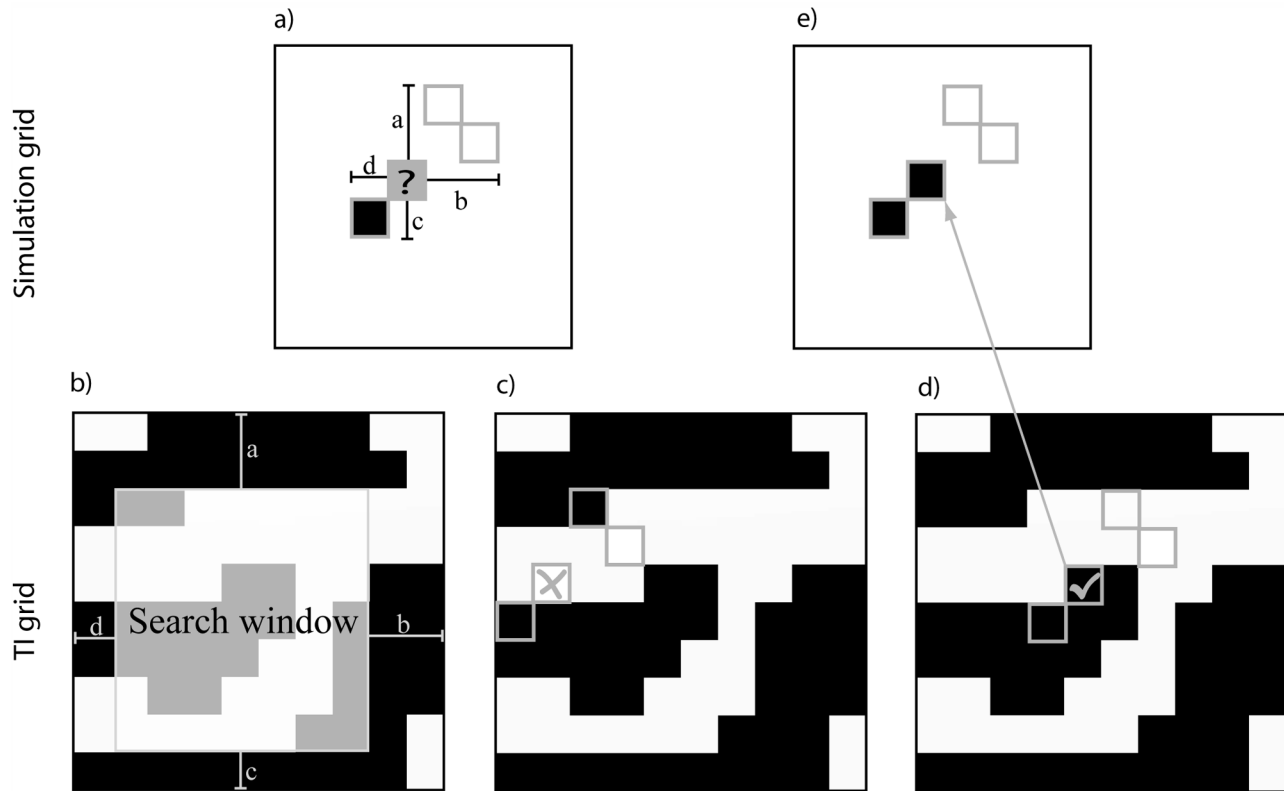 a)
e)
Simulation grid
a
d
?
b
c
b)
c)
d)
TI grid
a
Search window
d
b
c